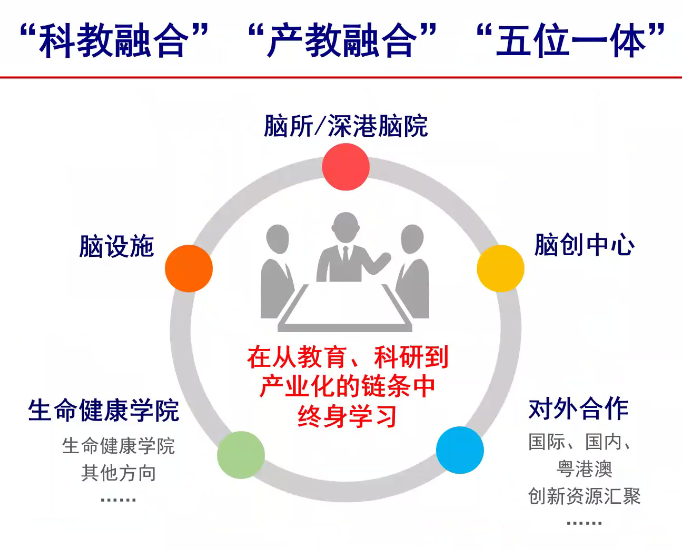 “科教融合” “产教融合” “五位一体”
脑所/深港脑院
脑设施
脑创中心
在从教育、科研到
产业化的链条中
终身学习
生命健康学院
生命健康学院
其他方向
……
对外合作
国际、国内、
粤港澳
创新资源汇聚
……